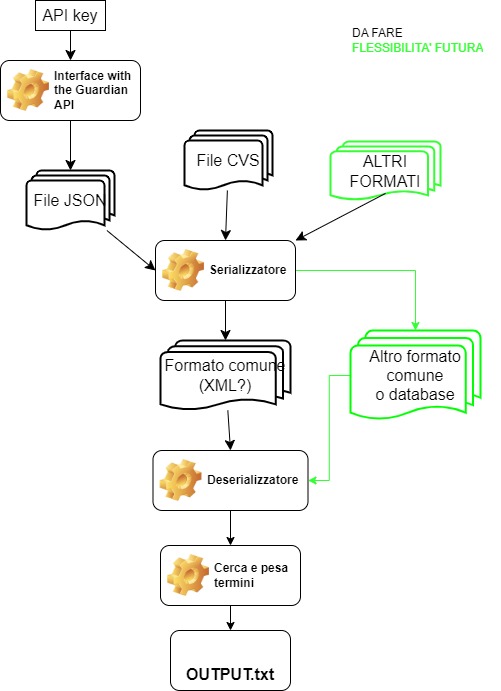 API key
DA FARE
FLESSIBILITA' FUTURA
Interface with
the Guardian
API
File JSON
File CVS
ALTRI
FORMATI
Serializzatore
Formato comune
(XML?)
Altro formato
comune
o database
Deserializzatore
Cerca e pesa
termini
OUTPUT.txt